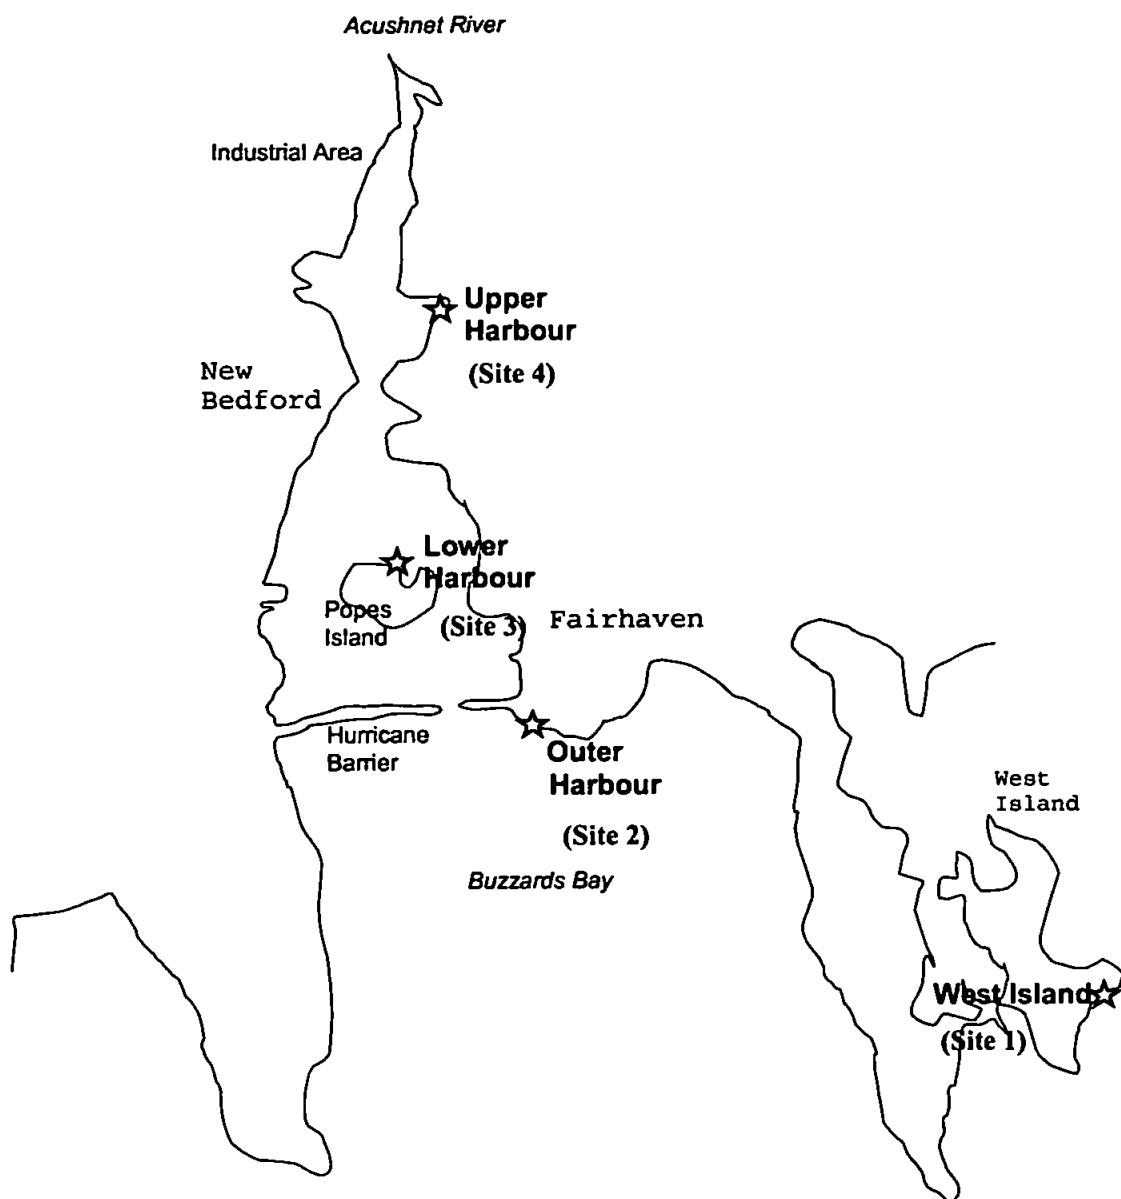 Acushnet River
Industrial Area
Upper
Harbour
(Site 4)
New
Bedford
Lower
Harbour
(Site 3)
Popes
Island
Fairhaven
Hurricane
Barrier
Outer
Harbour
(Site 2)
West
Island
Buzzards Bay
West Island
(Site 1)